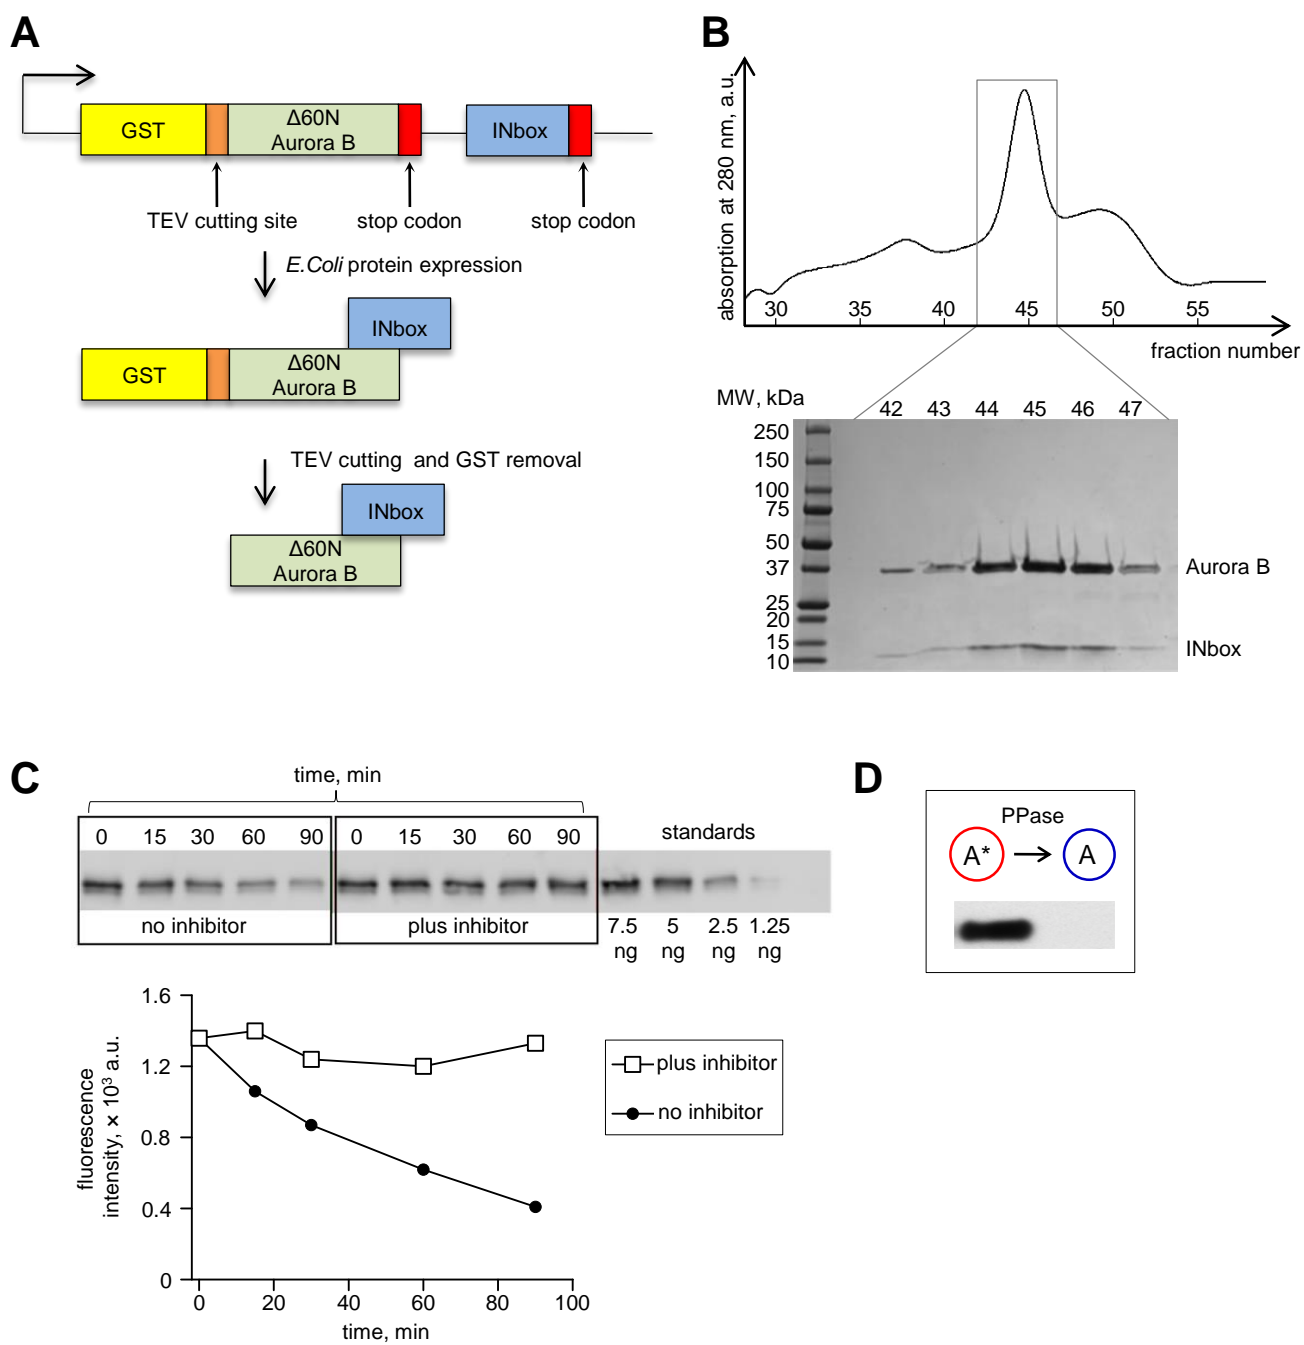 A
GST
Δ60N
Aurora B
INbox
TEV cutting site
stop codon
stop codon
E.Coli protein expression
INbox
GST
Δ60N
Aurora B
TEV cutting and GST removal
INbox
Δ60N
Aurora B
B
absorption at 280 nm, a.u.
30 35 40 45 50 55
fraction number
MW, kDa
42 43 44 45 46 47
250
150
100
75
50
37
25
20
15
10
Aurora B
INbox
C
time, min
0 15 30 60 90 0 15 30 60 90
standards
no inhibitor
plus inhibitor
7.5 5 2.5 1.25
ng ng ng ng
fluorescence
intensity, × 10³ a.u.
1.6
1.2
0.8
0.4
0
0 20 40 60 80 100
time, min
plus inhibitor
no inhibitor
D
PPase
A* A